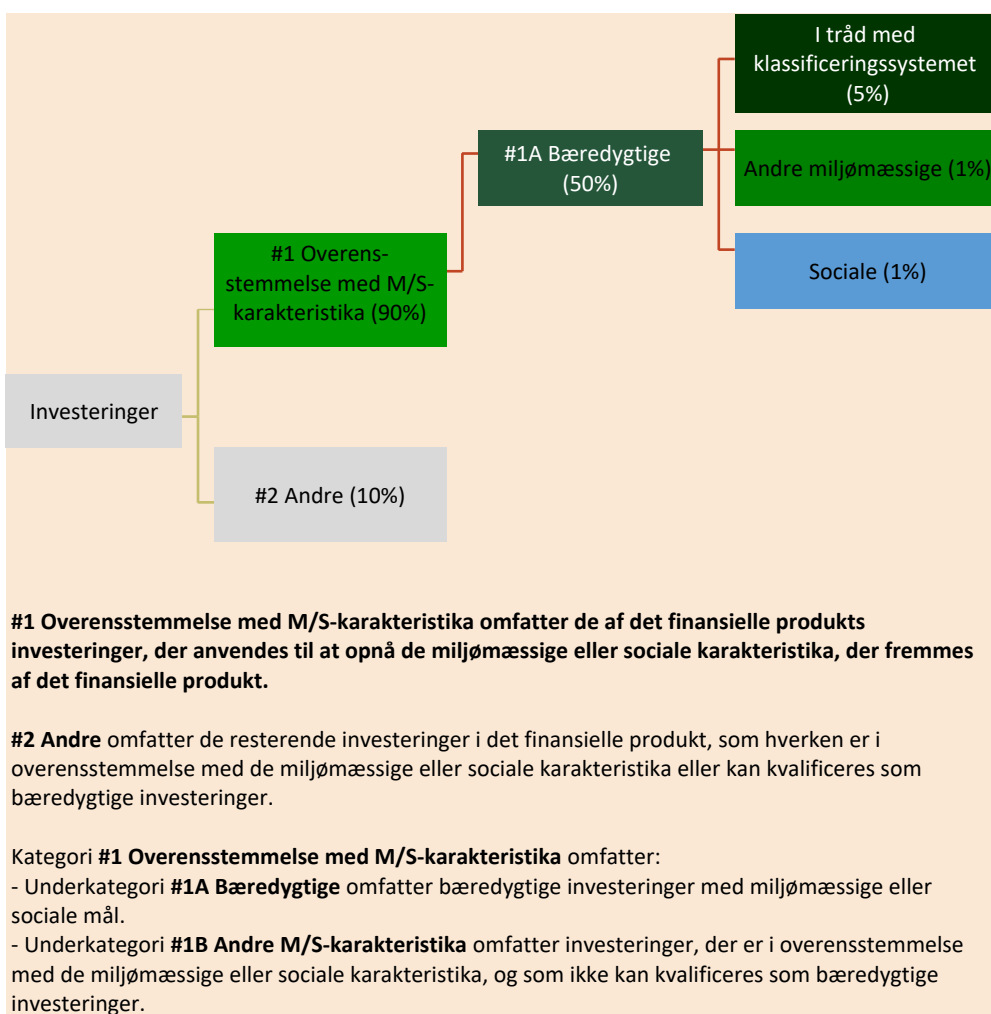 I tråd med
klassificeringssystemet
(5%)
#1A Bæredygtige
(50%)
Andre miljømæssige (1%)
#1 Overens-
stemmelse med M/S-
karakteristika (90%)
Sociale (1%)
Investeringer
#2 Andre (10%)
#1 Overensstemmelse med M/S-karakteristika omfatter de af det finansielle produkts
investeringer, der anvendes til at opnå de miljømæssige eller sociale karakteristika, der fremmes
af det finansielle produkt.
#2 Andre omfatter de resterende investeringer i det finansielle produkt, som hverken er i
overensstemmelse med de miljømæssige eller sociale karakteristika eller kan kvalificeres som
bæredygtige investeringer.
Kategori #1 Overensstemmelse med M/S-karakteristika omfatter:
- Underkategori #1A Bæredygtige omfatter bæredygtige investeringer med miljømæssige eller
sociale mål.
- Underkategori #1B Andre M/S-karakteristika omfatter investeringer, der er i overensstemmelse
med de miljømæssige eller sociale karakteristika, og som ikke kan kvalificeres som bæredygtige
investeringer.